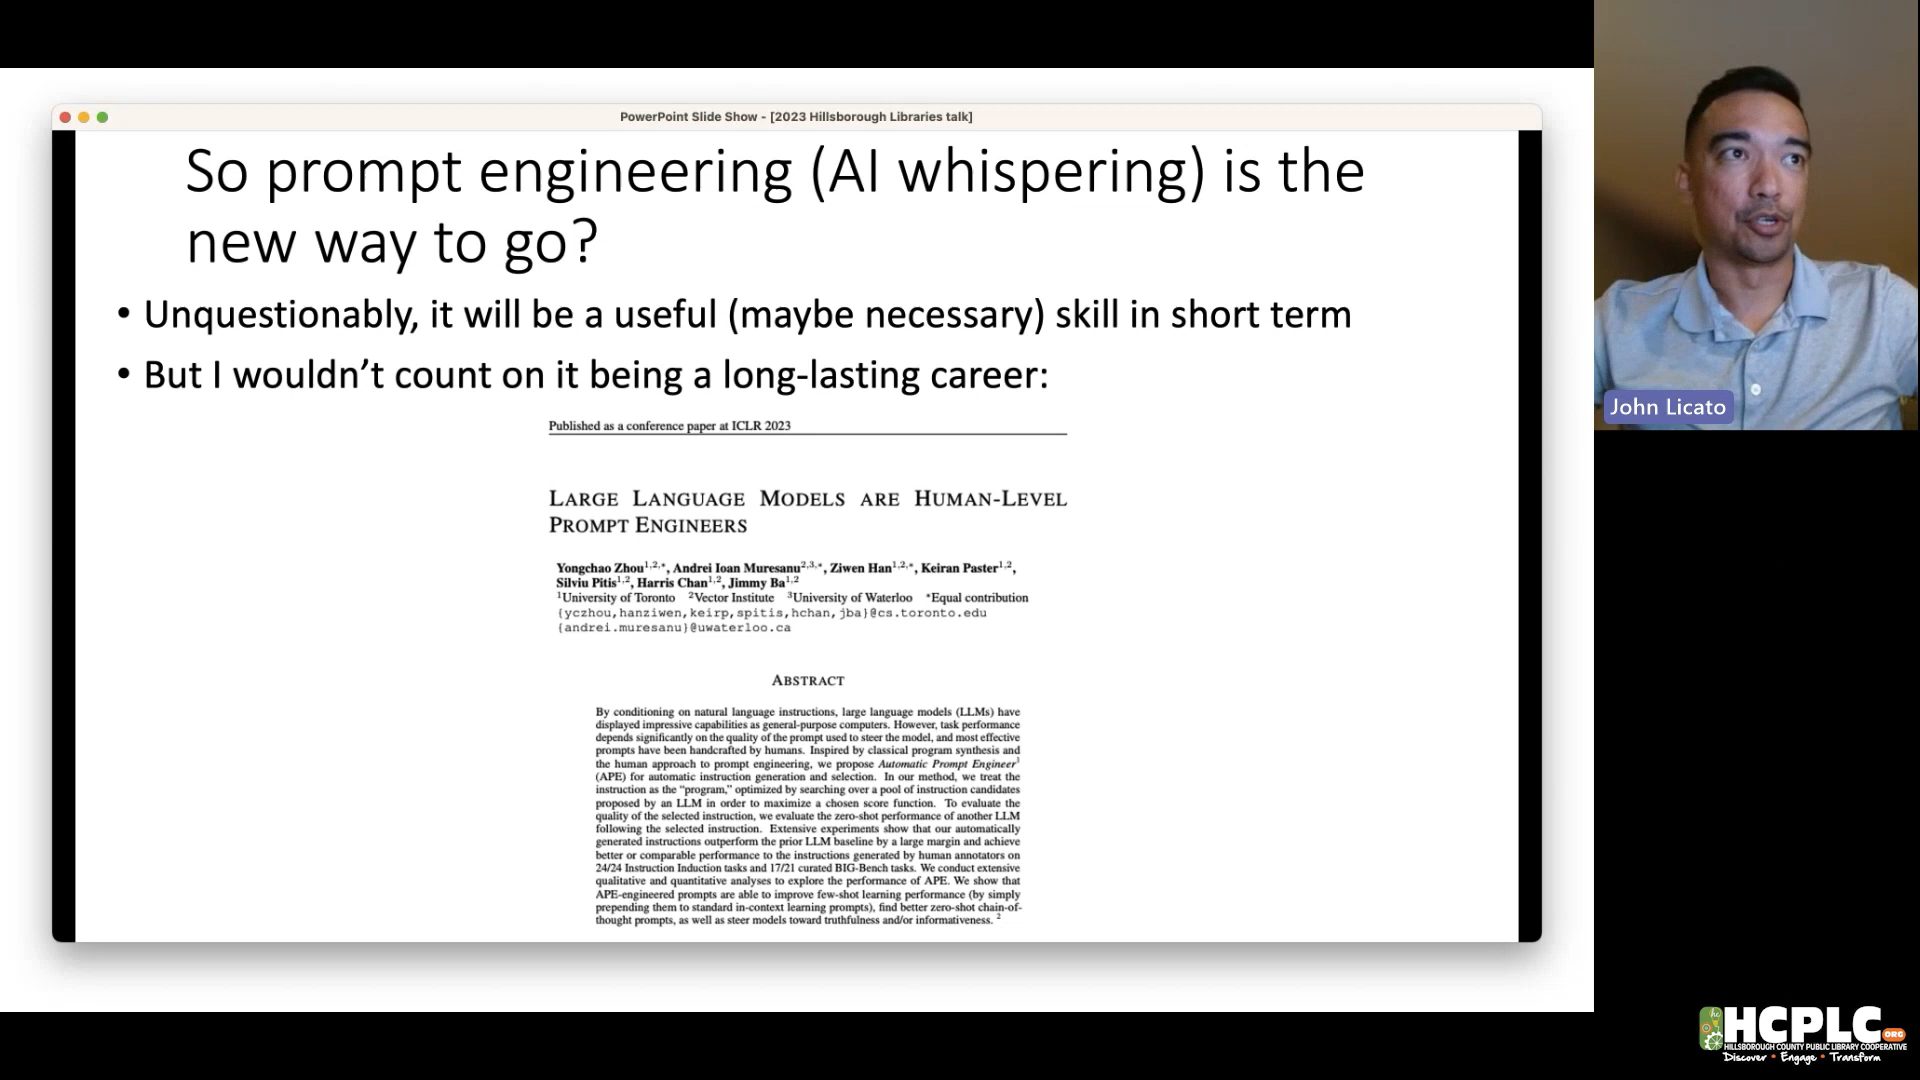 PowerPoint Slide Show - [2023 Hillsborough Libraries talk]
So prompt engineering (AI whispering) is the
new way to go?
• Unquestionably, it will be a useful (maybe necessary) skill in short term
• But I wouldn’t count on it being a long-lasting career:
Published as a conference paper at ICLR 2023
LARGE LANGUAGE MODELS ARE HUMAN-LEVEL
PROMPT ENGINEERS
Yongchao Zhou1,2,*, Andrei Ioan Muresanu2,3,*, Ziwen Han1,2,*, Keiran Paster1,2,
Silviu Pitis1,2, Harris Chan1,2, Jimmy Ba1,2
1University of Toronto 2Vector Institute 3University of Waterloo *Equal contribution
{yczhou,hanziwen,keirp,spitis,hchan,jba}@cs.toronto.edu
{andrei.muresanu}@uwaterloo.ca
ABSTRACT
By conditioning on natural language instructions, large language models (LLMs) have
displayed impressive capabilities as general-purpose computers. However, task performance
depends significantly on the quality of the prompt used to steer the model, and most effective
prompts have been handcrafted by humans. Inspired by classical program synthesis and
the human approach to prompt engineering, we propose Automatic Prompt Engineer1
(APE) for automatic instruction generation and selection. In our method, we treat the
instruction as the “program,” optimized by searching over a pool of instruction candidates
proposed by an LLM in order to maximize a chosen score function. To evaluate the
quality of the selected instruction, we evaluate the zero-shot performance of another LLM
following the selected instruction. Extensive experiments show that our automatically
generated instructions outperform the prior LLM baseline by a large margin and achieve
better or comparable performance to the instructions generated by human annotators on
24/24 Instruction Induction tasks and 17/21 curated BIG-Bench tasks. We conduct extensive
qualitative and quantitative analyses to explore the performance of APE. We show that
APE-engineered prompts are able to improve few-shot learning performance (by simply
prepending them to standard in-context learning prompts), find better zero-shot chain-of-
thought prompts, as well as steer models toward truthfulness and/or informativeness. 2
John Licato
HCPLC.ORG
HILLSBOROUGH COUNTY PUBLIC LIBRARY COOPERATIVE
Discover • Engage • Transform